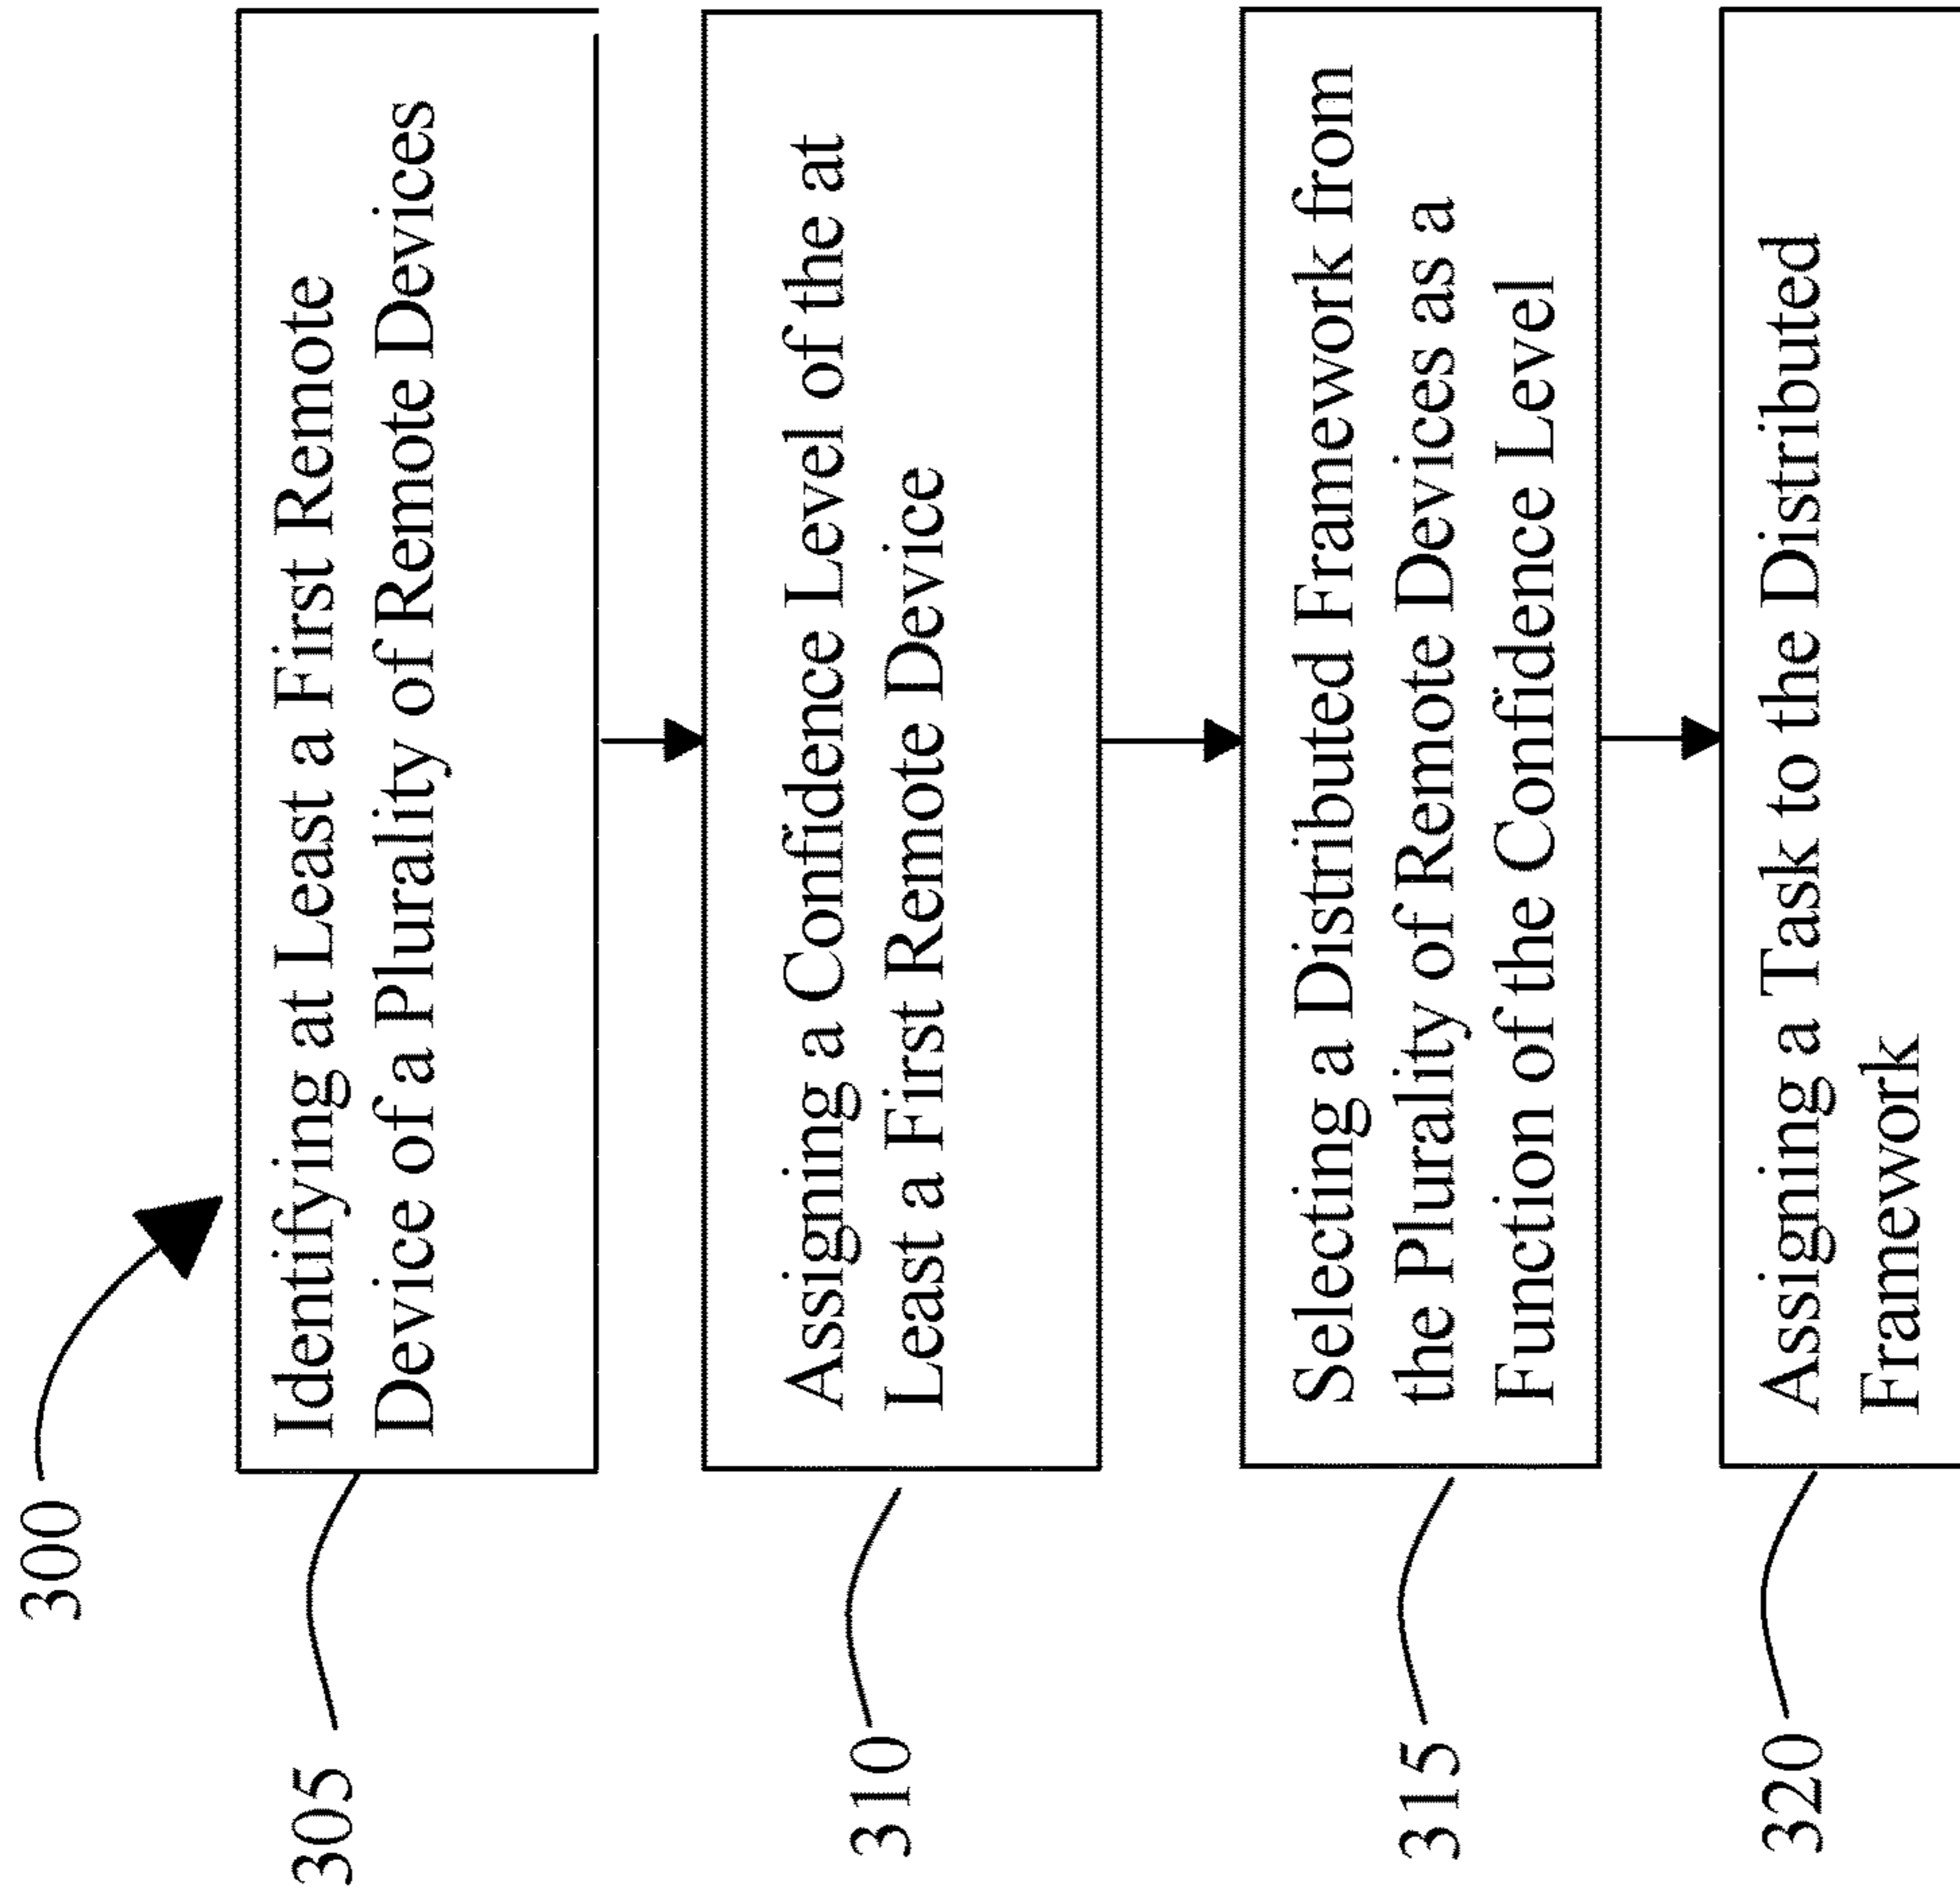 300
305
Identifying at Least a First Remote
Device of a Plurality of Remote Devices
310
Assigning a Confidence Level of the at
Least a First Remote Device
315
Selecting a Distributed Framework from
the Plurality of Remote Devices as a
Function of the Confidence Level
320
Assigning a Task to the Distributed
Framework